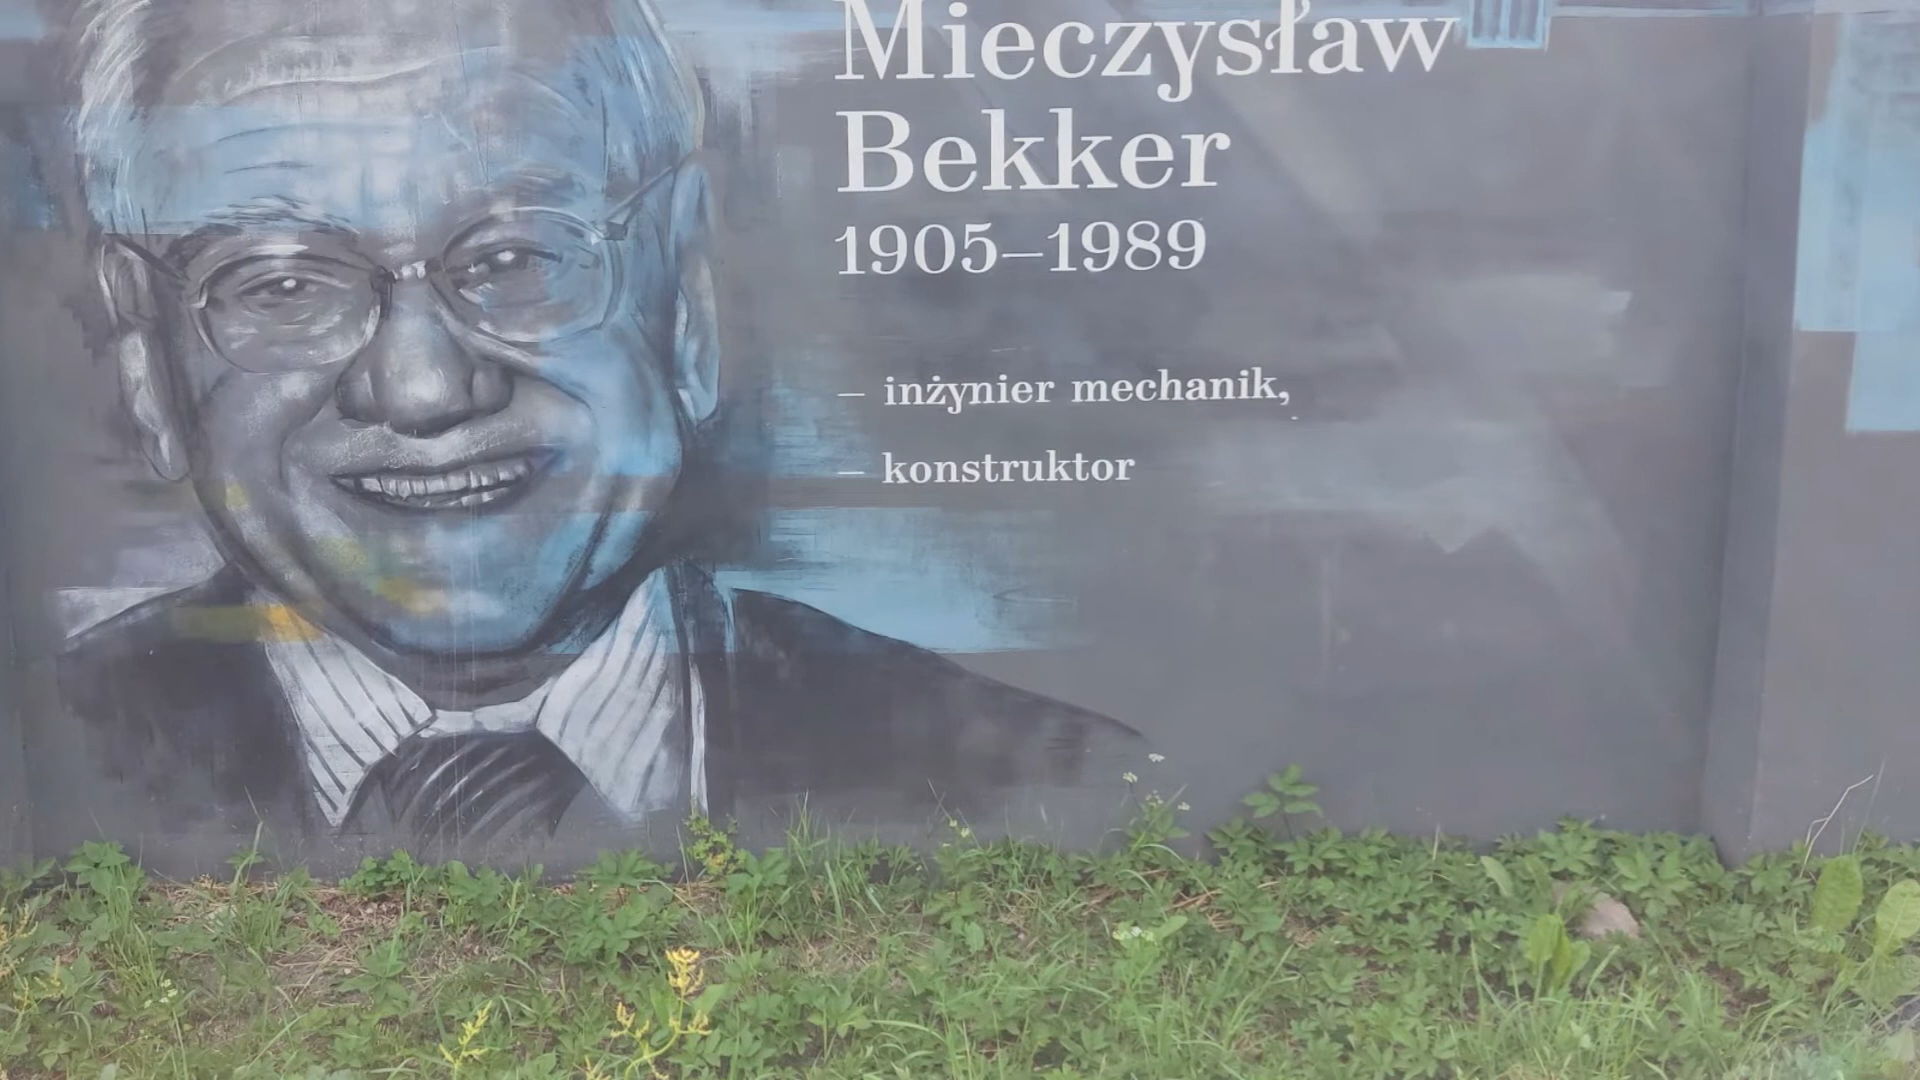 Mieczysław
Bekker
1905–1989
– inżynier mechanik,
– konstruktor